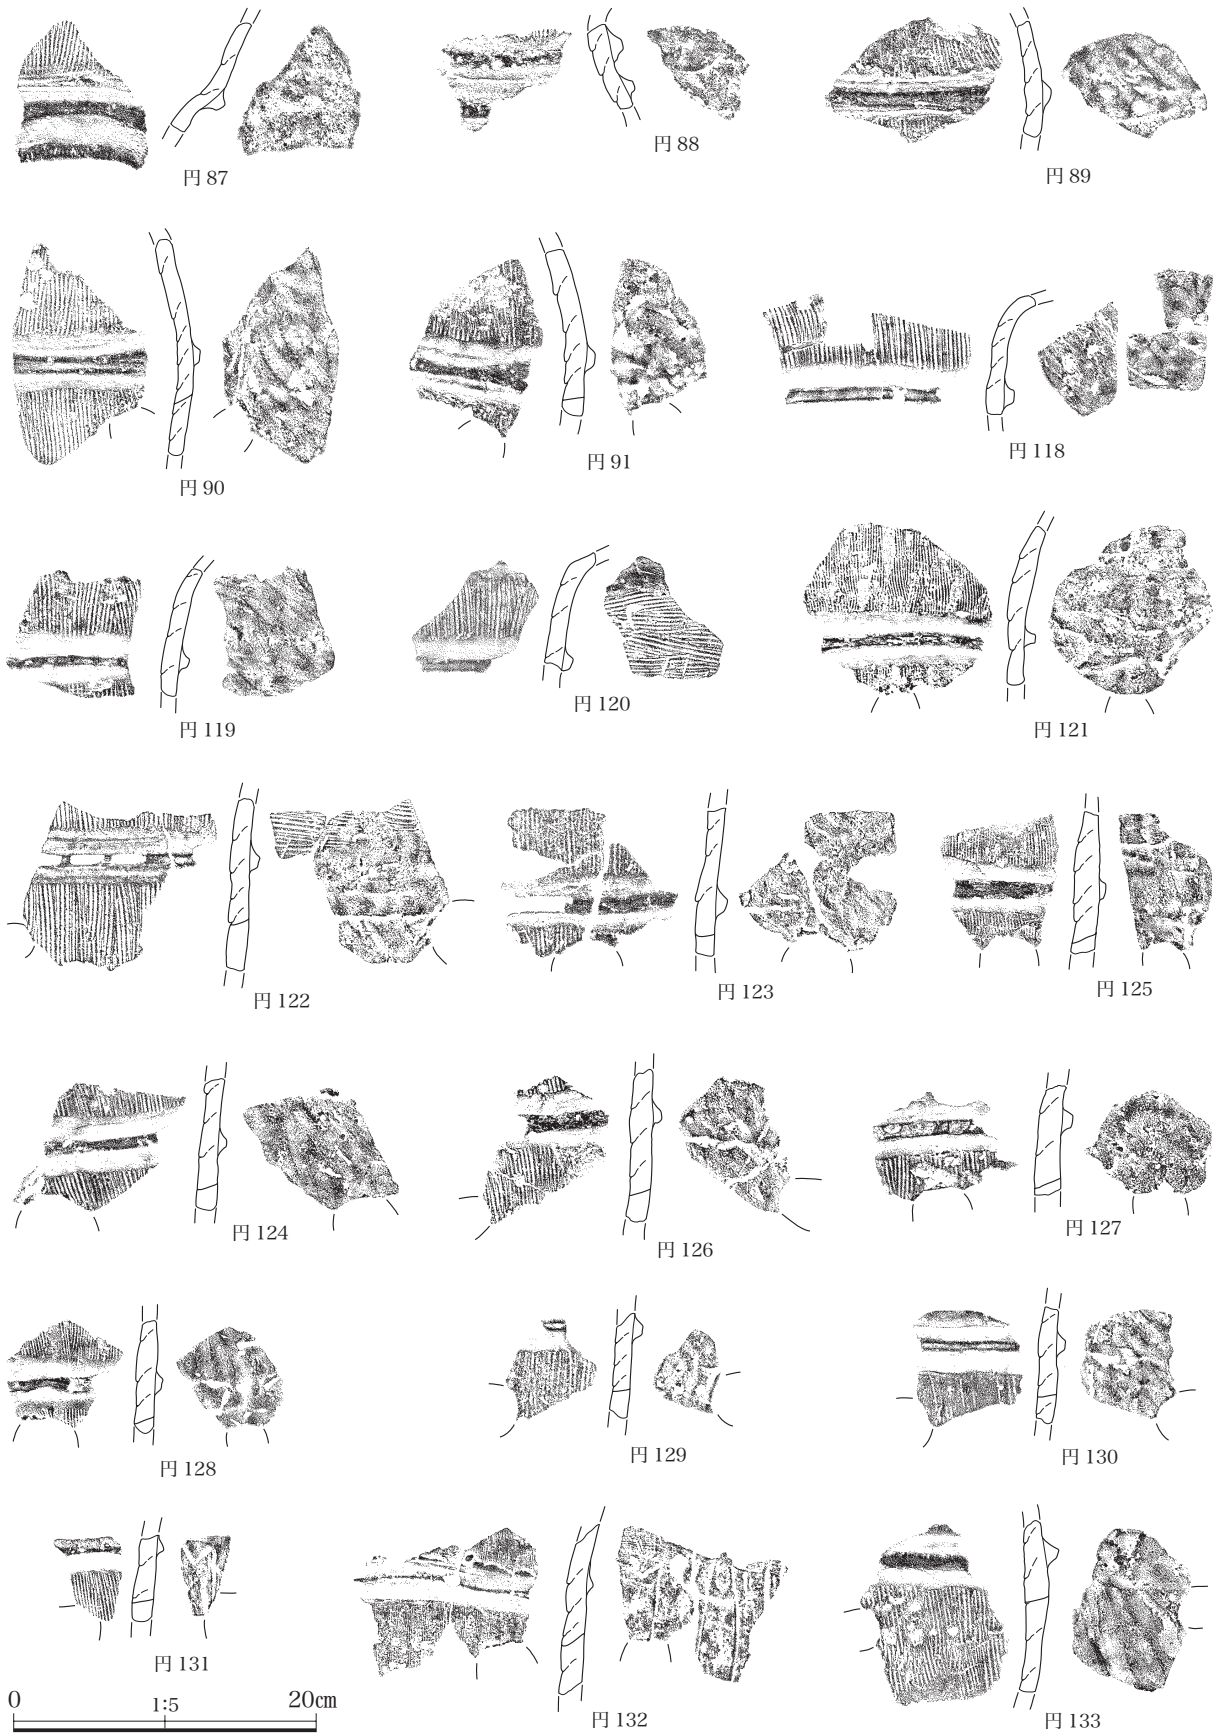 円 87
円 88
円 89
円 90
円 91
円 118
円 119
円 120
円 121
円 122
円 123
円 125
円 124
円 126
円 127
円 128
円 129
円 130
円 131
円 132
円 133
0 1:5 20㎝